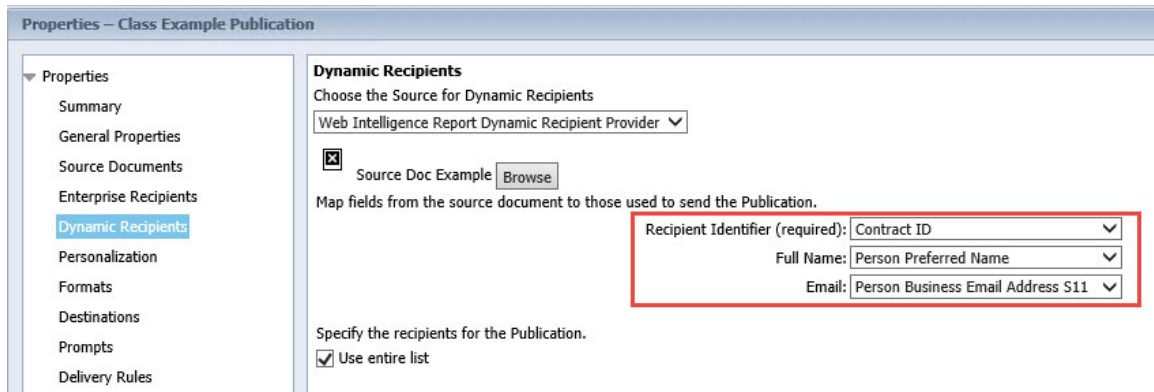 Properties – Class Example Publication
Properties
Summary
General Properties
Source Documents
Enterprise Recipients
Dynamic Recipients
Personalization
Formats
Destinations
Prompts
Delivery Rules
Dynamic Recipients
Choose the Source for Dynamic Recipients
Web Intelligence Report Dynamic Recipient Provider
Source Doc Example Browse
Map fields from the source document to those used to send the Publication.
Recipient Identifier (required): Contract ID
Full Name: Person Preferred Name
Email: Person Business Email Address S11
Specify the recipients for the Publication.
Use entire list